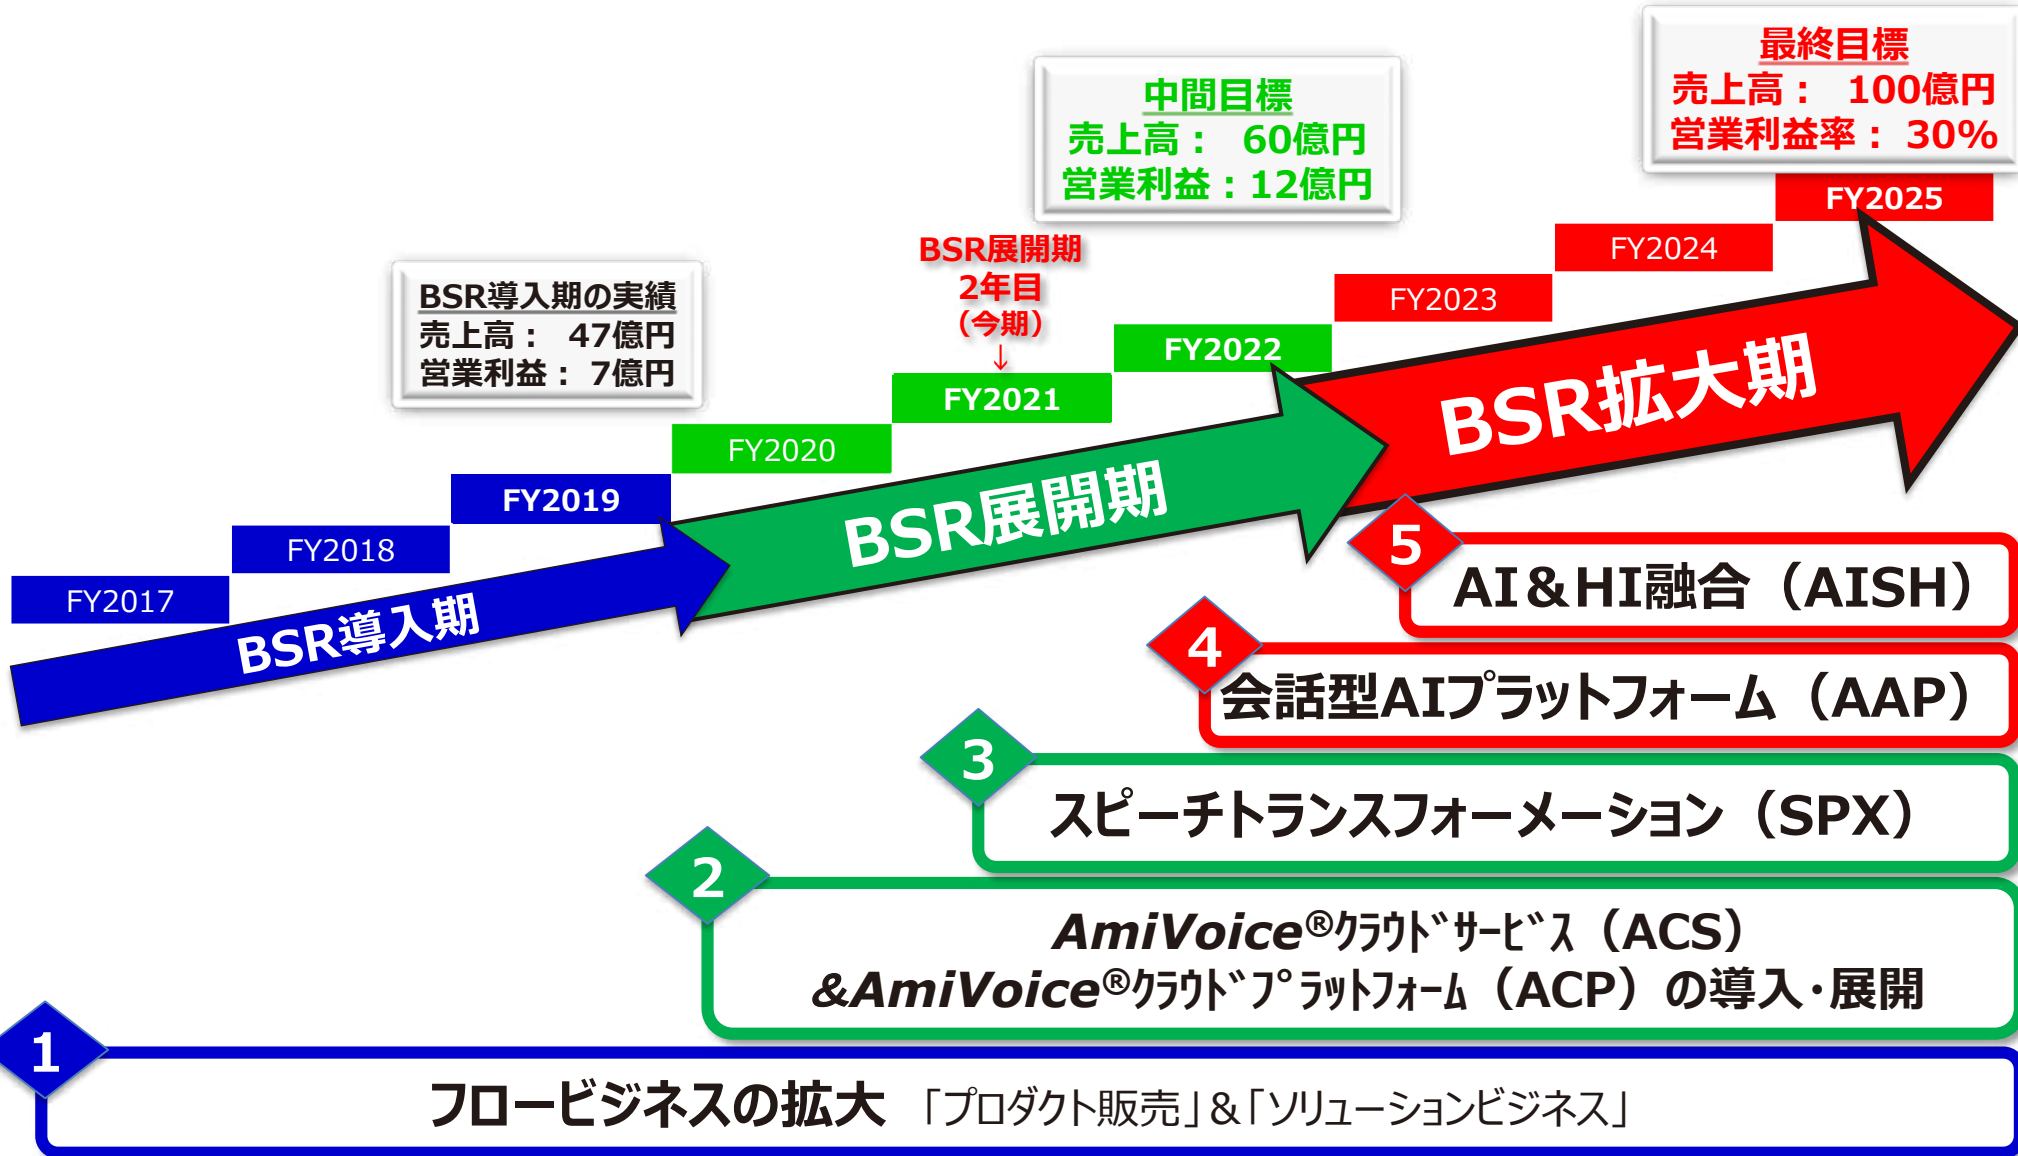 最終目標
売上高： 100億円
営業利益率： 30%
中間目標
売上高： 60億円
営業利益：12億円
BSR導入期の実績
売上高： 47億円
営業利益： 7億円
BSR展開期
2年目
（今期）
↓
FY2017
FY2018
FY2019
FY2020
FY2021
FY2022
FY2023
FY2024
FY2025
BSR導入期
BSR展開期
BSR拡大期
5
AI＆HI融合（AISH）
4
会話型AIプラットフォーム（AAP）
3
スピーチトランスフォーメーション（SPX）
2
AmiVoice®ｸﾗｳﾄﾞｻｰﾋﾞｽ（ACS）
&AmiVoice®ｸﾗｳﾄﾞﾌﾟﾗｯﾄﾌｫｰﾑ（ACP）の導入･展開
1
フロービジネスの拡大 「プロダクト販売」＆「ソリューションビジネス」